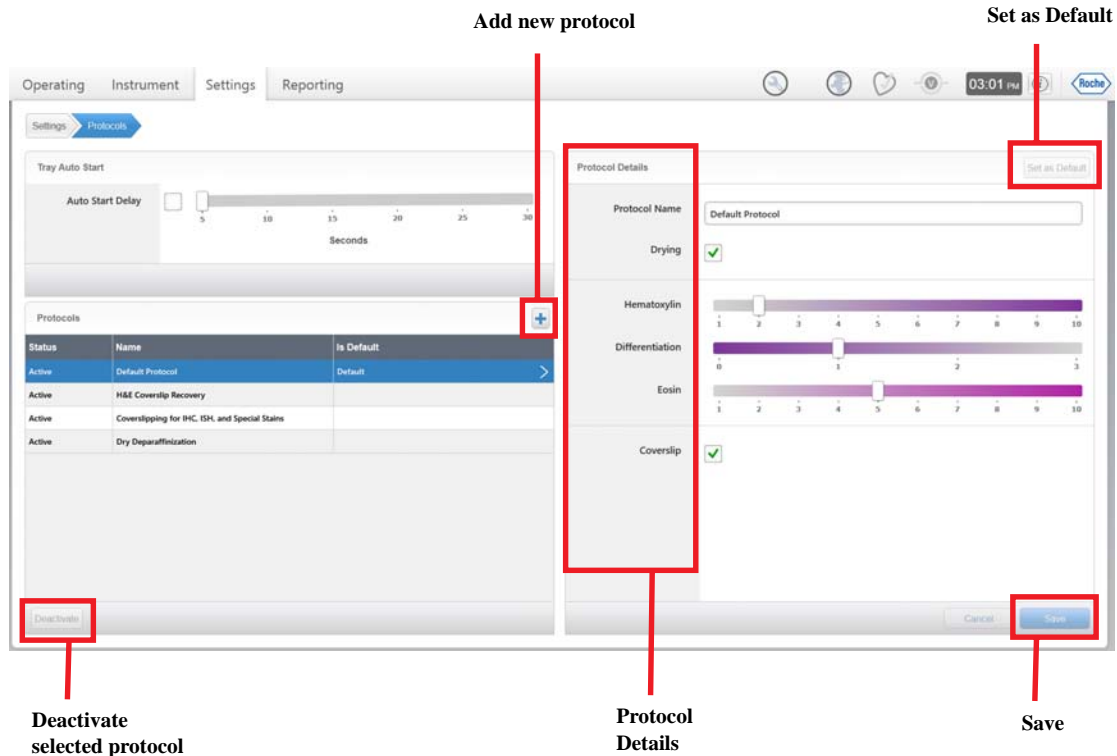 Add new protocol
Set as Default
Operating Instrument Settings Reporting
03:01 PM
Roche
Settings Protocols
Tray Auto Start
Auto Start Delay
5 10 15 20 25 30
Seconds
Protocols
Status Name Is Default
Active Default Protocol Default
Active H&E Coverslip Recovery
Active Coverslipping for IHC, ISH, and Special Stains
Active Dry Deparaffinization
Deactivate
Protocol Details
Set as Default
Protocol Name Default Protocol
Drying
Hematoxylin
1 2 3 4 5 6 7 8 9 10
Differentiation
0 1 2 3
Eosin
1 2 3 4 5 6 7 8 9 10
Coverslip
Cancel Save
Deactivate
selected protocol
Protocol
Details
Save